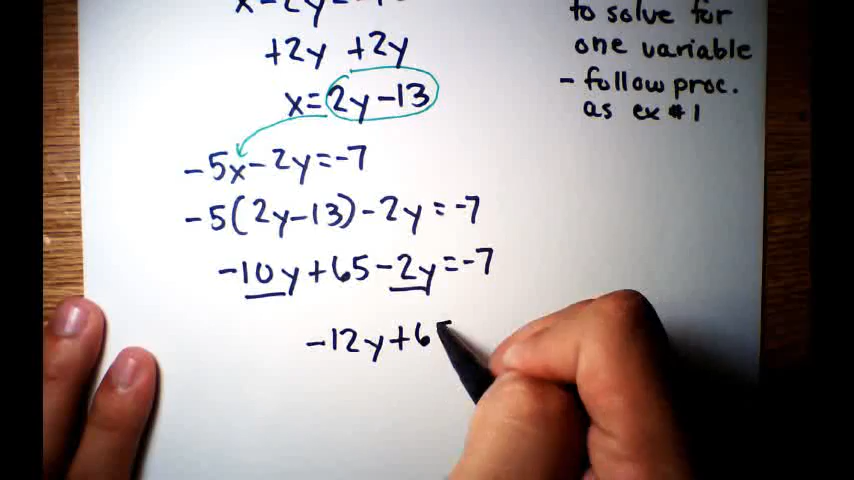 +2y +2y
x=2y-13
-5x-2y=-7
-5(2y-13)-2y=-7
-10y+65-2y=-7
-12y+65
to solve for
one variable
- follow proc.
as ex #1